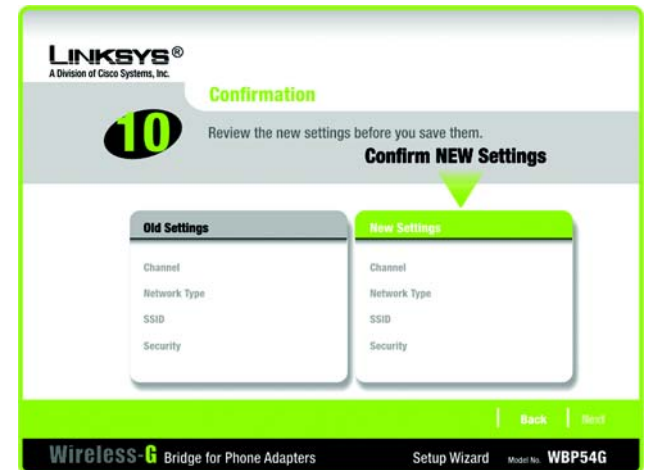 LINKSYS®
A Division of Cisco Systems, Inc.
Confirmation
10
Review the new settings before you save them.
Confirm NEW Settings
Old Settings
Channel
Network Type
SSID
Security
New Settings
Channel
Network Type
SSID
Security
Back
Next
Wireless-G Bridge for Phone Adapters Setup Wizard Model No. WBP54G